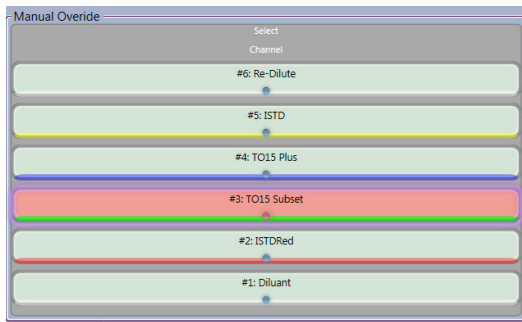 Manual Overide
Select
Channel
#6: Re-Dilute
#5: ISTD
#4: TO15 Plus
#3: TO15 Subset
#2: ISTDRed
#1: Diluant